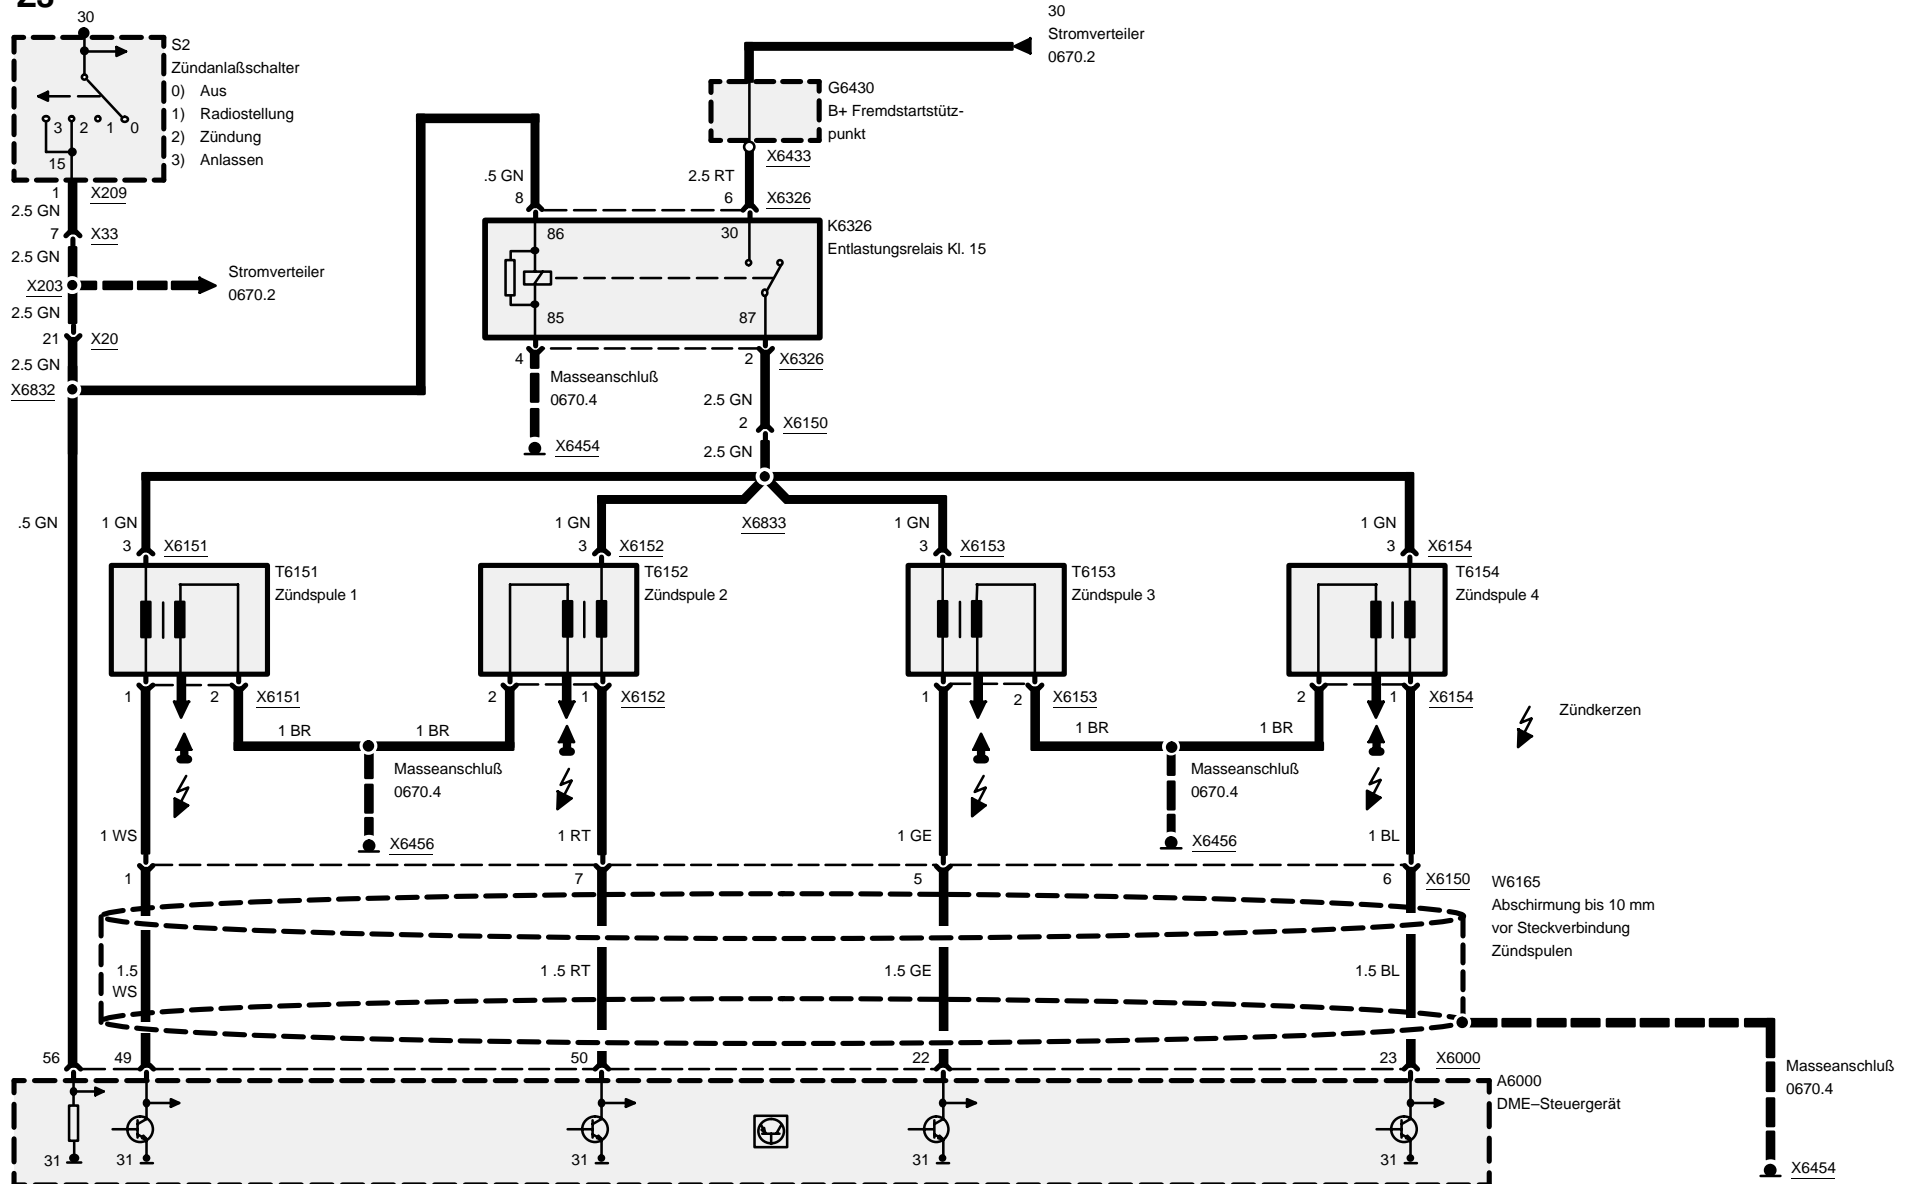 30
S2
Zündanlaßschalter
0) Aus
1) Radiostellung
2) Zündung
3) Anlassen
3 2 1 0
15
1 X209
2.5 GN
7 X33
2.5 GN
X203
Stromverteiler
0670.2
2.5 GN
21 X20
2.5 GN
X6832
.5 GN
30
Stromverteiler
0670.2
G6430
B+ Fremdstartstütz-
punkt
X6433
.5 GN
2.5 RT
8
6 X6326
K6326
Entlastungsrelais Kl. 15
86
30
85
87
4
2 X6326
Masseanschluß
0670.4
X6454
2.5 GN
2 X6150
2.5 GN
X6833
1 GN
1 GN
1 GN
1 GN
3 X6151
3 X6152
3 X6153
3 X6154
T6151
Zündspule 1
T6152
Zündspule 2
T6153
Zündspule 3
T6154
Zündspule 4
1 2 X6151
2 1 X6152
1 2 X6153
2 1 X6154
Zündkerzen
1 BR
1 BR
1 BR
1 BR
Masseanschluß
0670.4
X6456
Masseanschluß
0670.4
X6456
1 WS
1 RT
1 GE
1 BL
1
7
5
6 X6150
W6165
Abschirmung bis 10 mm
vor Steckverbindung
Zündspulen
1.5
WS
1 .5 RT
1.5 GE
1.5 BL
56 49
50
22
23 X6000
A6000
DME–Steuergerät
Masseanschluß
0670.4
X6454
31
31
31
31
31